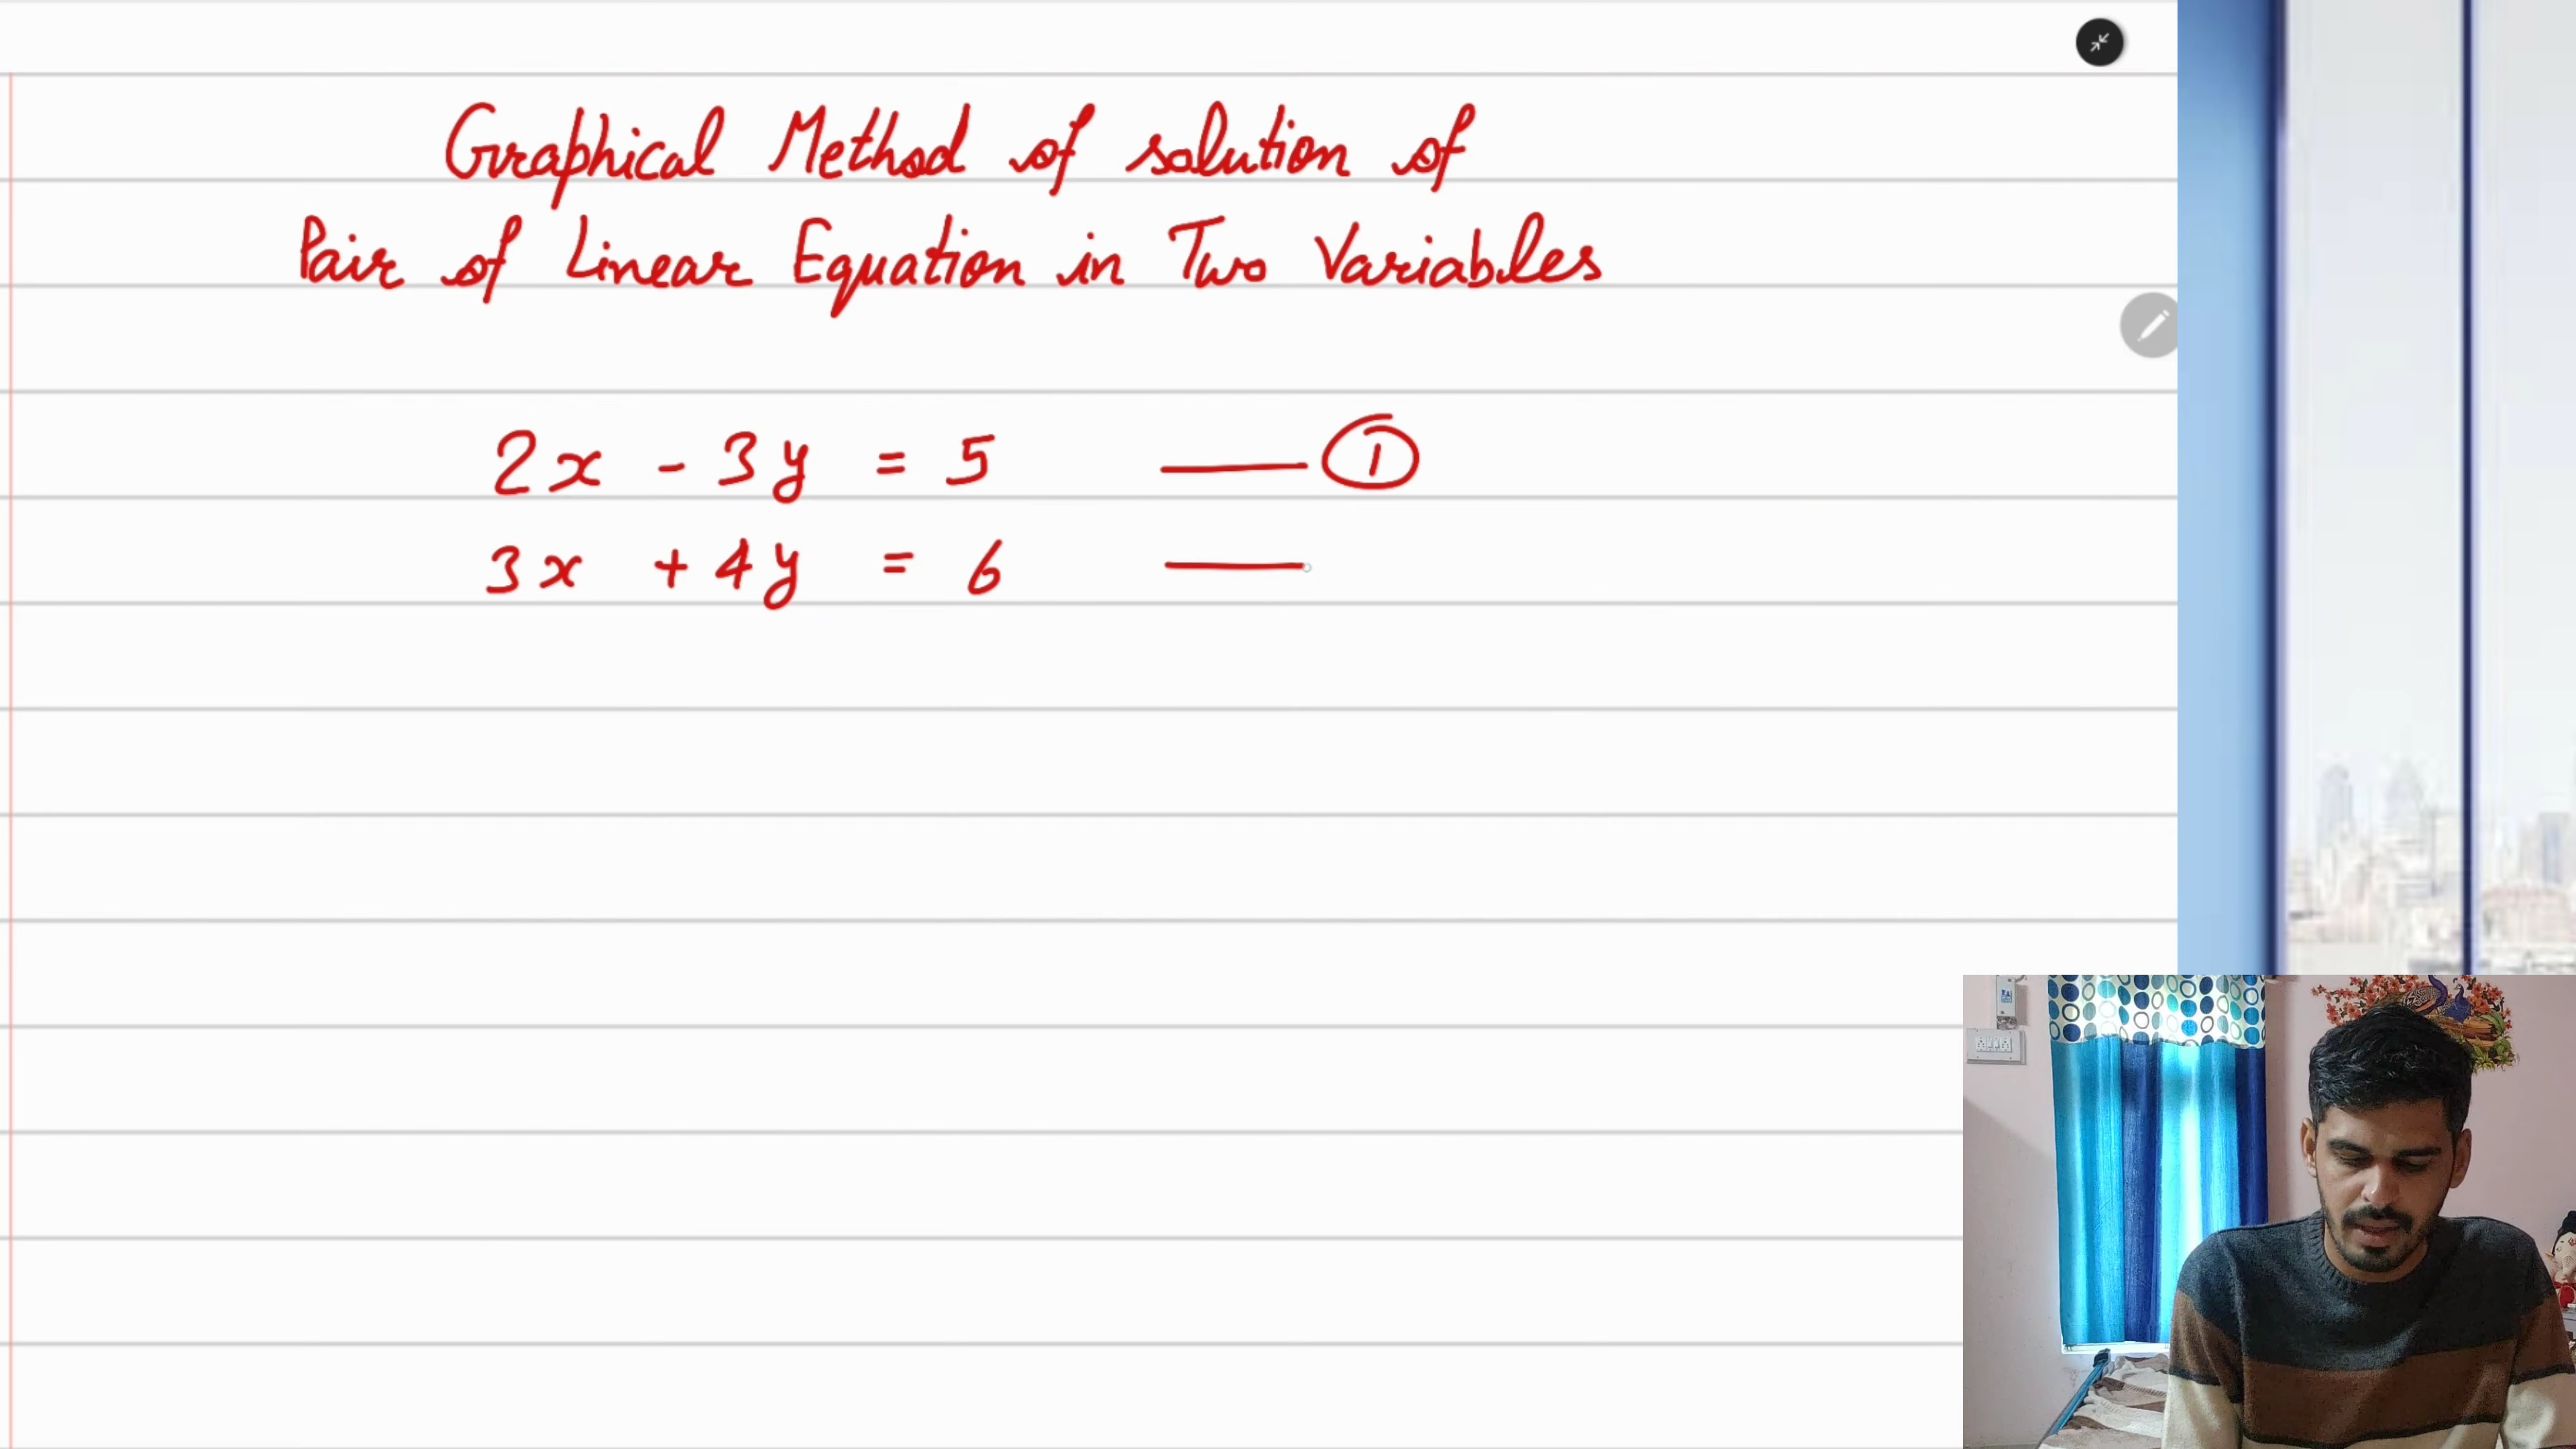 Graphical Method of solution of
Pair of Linear Equation in Two Variables
2x - 3y = 5 —— ①
3x + 4y = 6 ——